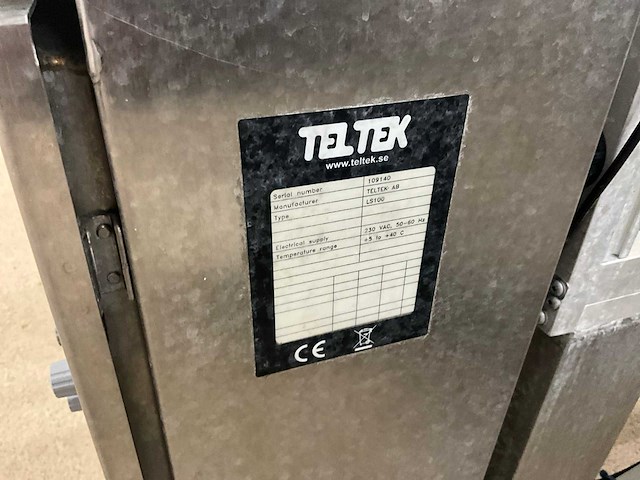 TELTEK
www.teltek.se
Serial number 109140
Manufacturer TELTEK AB
Type LS100
Electrical supply 230 VAC, 50-60 Hz
Temperature range +5 to +40 C
CE